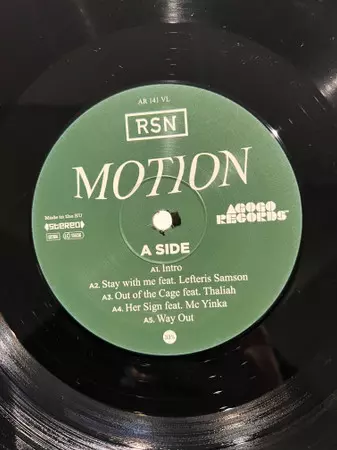 AR 141 VL
RSN
MOTION
Made in the EU
STEREO
AGOGO
RECORDS
A SIDE
A1. Intro
A2. Stay with me feat. Lefteris Samson
A3. Out of the Cage feat. Thaliah
A4. Her Sign feat. Mc Yinka
A5. Way Out